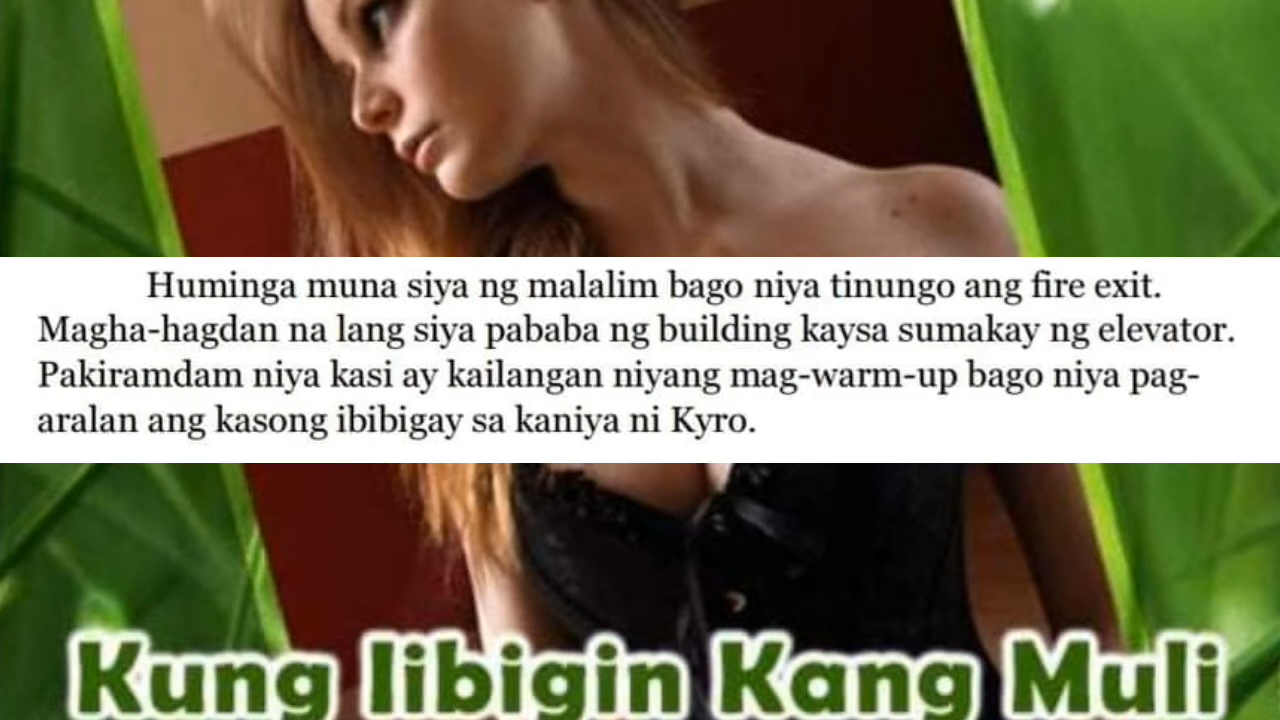 Huminga muna siya ng malalim bago niya tinungo ang fire exit.
Magha-hagdan na lang siya pababa ng building kaysa sumakay ng elevator.
Pakiramdam niya kasi ay kailangan niyang mag-warm-up bago niya pag-
aralan ang kasong ibibigay sa kaniya ni Kyro.
Kung Iibigin Kang Muli